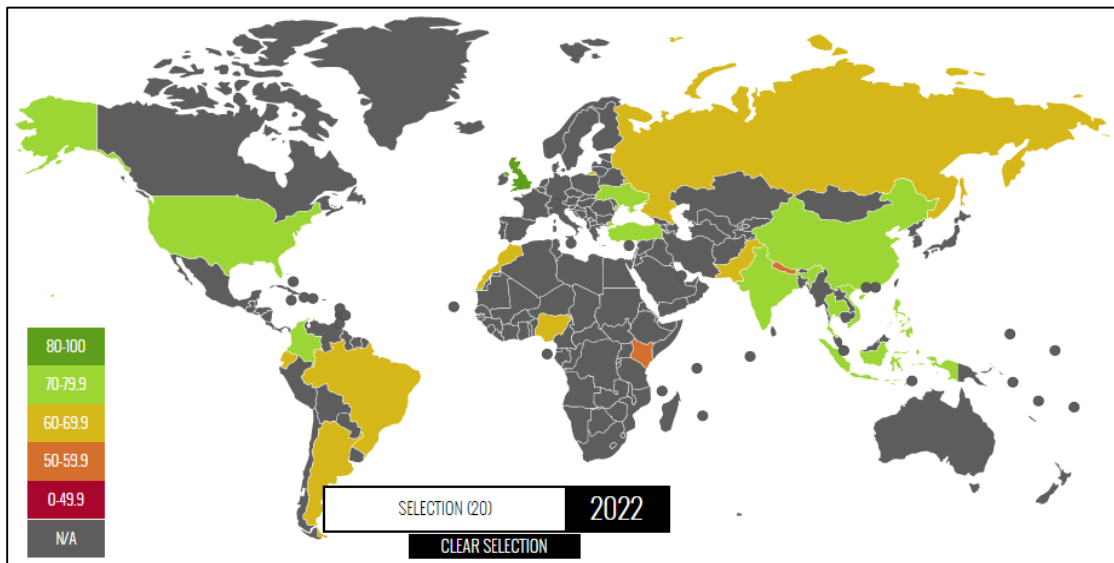 80-100
70-79.9
60-69.9
50-59.9
0-49.9
N/A
SELECTION (20)
2022
CLEAR SELECTION